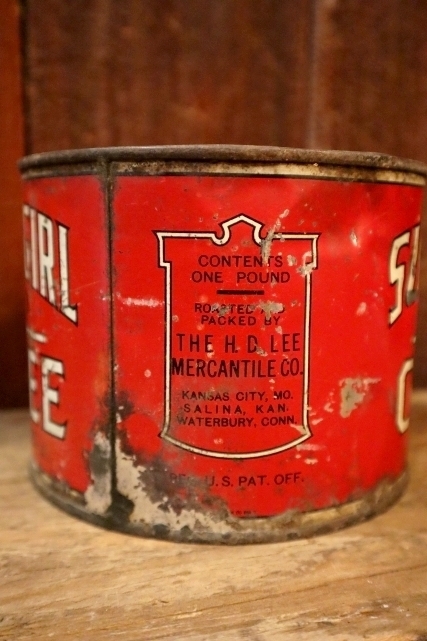 GIRL
EE
CONTENTS
ONE POUND
ROASTED AND
PACKED BY
THE H. D. LEE
MERCANTILE CO.
KANSAS CITY, MO.
SALINA, KAN.
WATERBURY, CONN.
U.S. PAT. OFF.
S
C